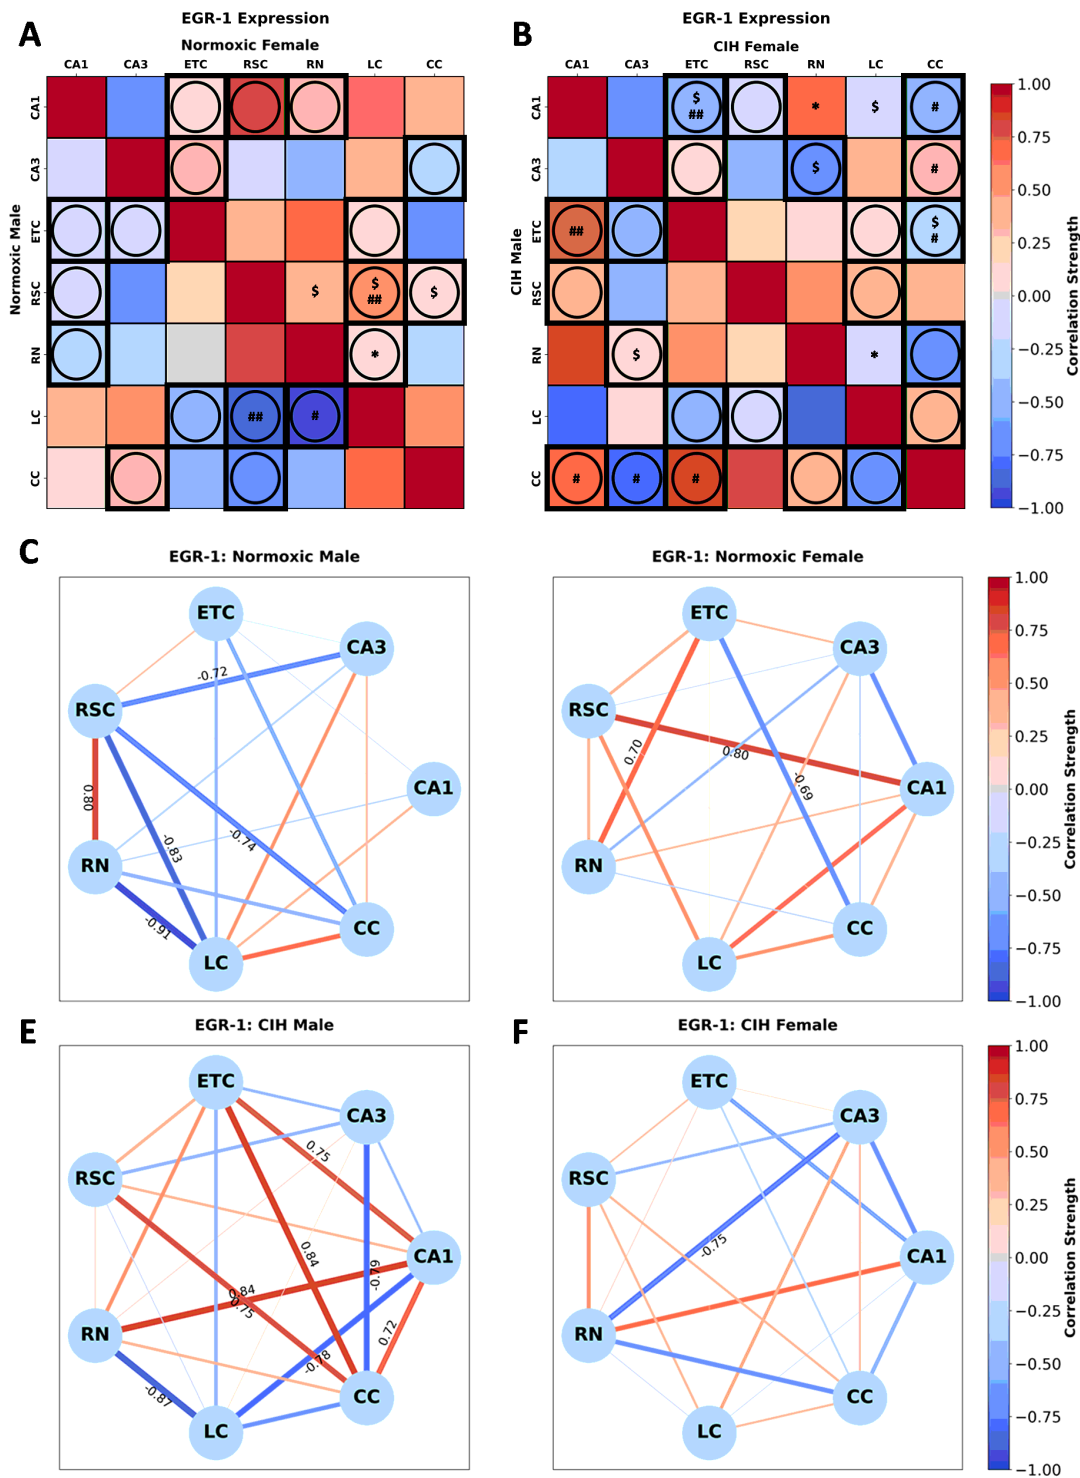 A
EGR-1 Expression
Normoxic Female
CA1 CA3 ETC RSC RN LC CC
Normoxic Male
CA1
CA3
ETC
RSC $ $ ## $
RN *
LC ## #
CC
B
EGR-1 Expression
CIH Female
CA1 CA3 ETC RSC RN LC CC
CIH Male
CA1 $ ## * $ #
CA3 $ #
ETC ## $ #
RSC
RN $ *
LC
CC # # #
1.00
0.75
0.50
0.25
0.00
−0.25
−0.50
−0.75
−1.00
Correlation Strength
C
EGR-1: Normoxic Male
ETC
CA3
-0.72
RSC
CA1
0.80
-0.83
-0.74
RN
-0.91
CC
LC
EGR-1: Normoxic Female
ETC
CA3
RSC
0.70
0.80
-0.69
CA1
RN
CC
LC
1.00
0.75
0.50
0.25
0.00
−0.25
−0.50
−0.75
−1.00
Correlation Strength
E
EGR-1: CIH Male
ETC
CA3
0.75
RSC
0.84
-0.79
CA1
0.84
0.75
RN
0.72
-0.78
-0.87
CC
LC
F
EGR-1: CIH Female
ETC
CA3
RSC
-0.75
CA1
RN
CC
LC
1.00
0.75
0.50
0.25
0.00
−0.25
−0.50
−0.75
−1.00
Correlation Strength